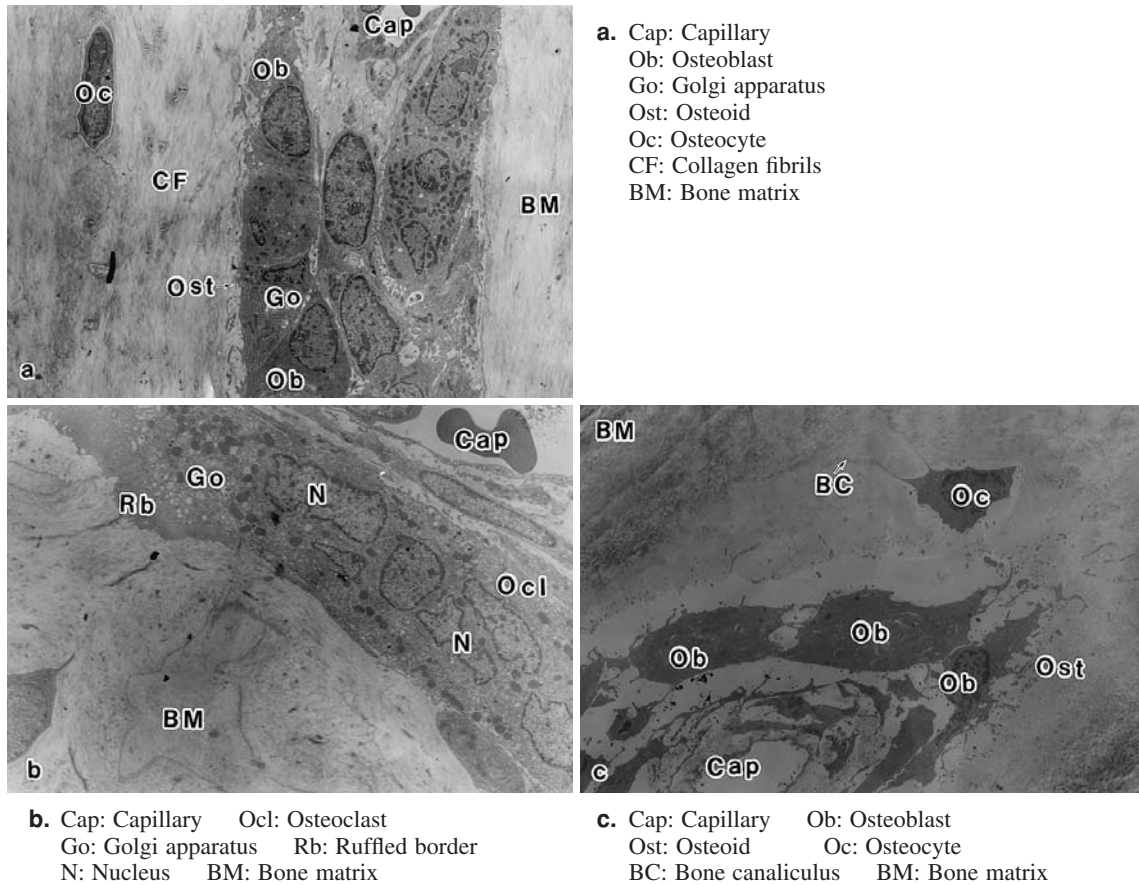 Cap
Ob
Oc
CF
BM
Ost
Go
Ob
a
a. Cap: Capillary
Ob: Osteoblast
Go: Golgi apparatus
Ost: Osteoid
Oc: Osteocyte
CF: Collagen fibrils
BM: Bone matrix
Cap
Go
N
Rb
Ocl
N
BM
b
BM
BC
Oc
Ob
Ob
Ob
Ost
Cap
c
b. Cap: Capillary Ocl: Osteoclast
Go: Golgi apparatus Rb: Ruffled border
N: Nucleus BM: Bone matrix
c. Cap: Capillary Ob: Osteoblast
Ost: Osteoid Oc: Osteocyte
BC: Bone canaliculus BM: Bone matrix